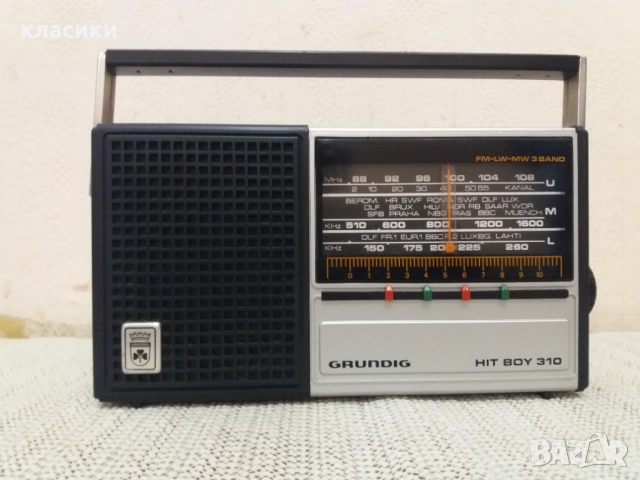 класики
FM-LW-MW 3 BAND
MHz 88 92 96 100 104 108 U
2 10 20 30 40 50 55 KANAL
BEROM. HR SWF ROM SWF DLF LUX
DLF BRUX. HILV NDR RB SAAR WDR M
SFB PRAHA NBG RIAS BBC MUENCH
KHz 510 600 800 1200 1600
DLF FR.1 EUR.1 BBC R2 LUXBG. LAHTI
KHz 150 175 200 225 260 L
0 1 2 3 4 5 6 7 8 9 10
GRUNDIG HIT BOY 310
BAZAR